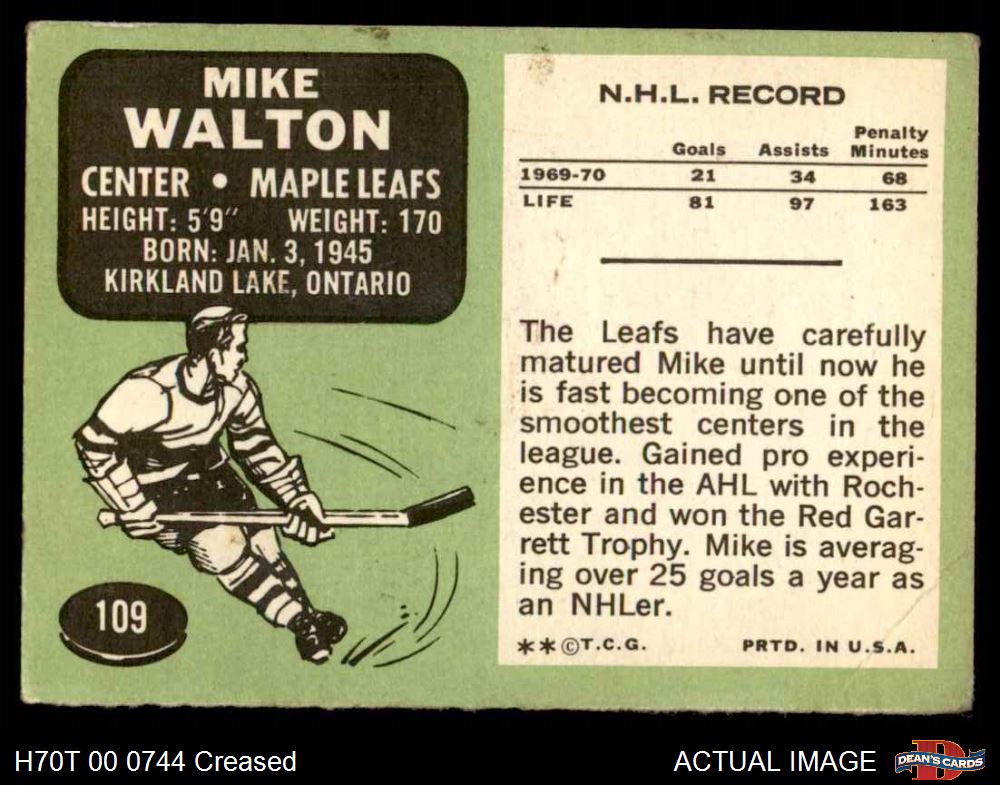 MIKE
WALTON
CENTER • MAPLE LEAFS
HEIGHT: 5'9" WEIGHT: 170
BORN: JAN. 3, 1945
KIRKLAND LAKE, ONTARIO
109
N.H.L. RECORD
Goals Assists Penalty Minutes
1969-70 21 34 68
LIFE 81 97 163
The Leafs have carefully
matured Mike until now he
is fast becoming one of the
smoothest centers in the
league. Gained pro experi-
ence in the AHL with Roch-
ester and won the Red Gar-
rett Trophy. Mike is averag-
ing over 25 goals a year as
an NHLer.
**©T.C.G. PRTD. IN U.S.A.
H70T 00 0744 Creased
ACTUAL IMAGE
D
DEAN'S CARDS